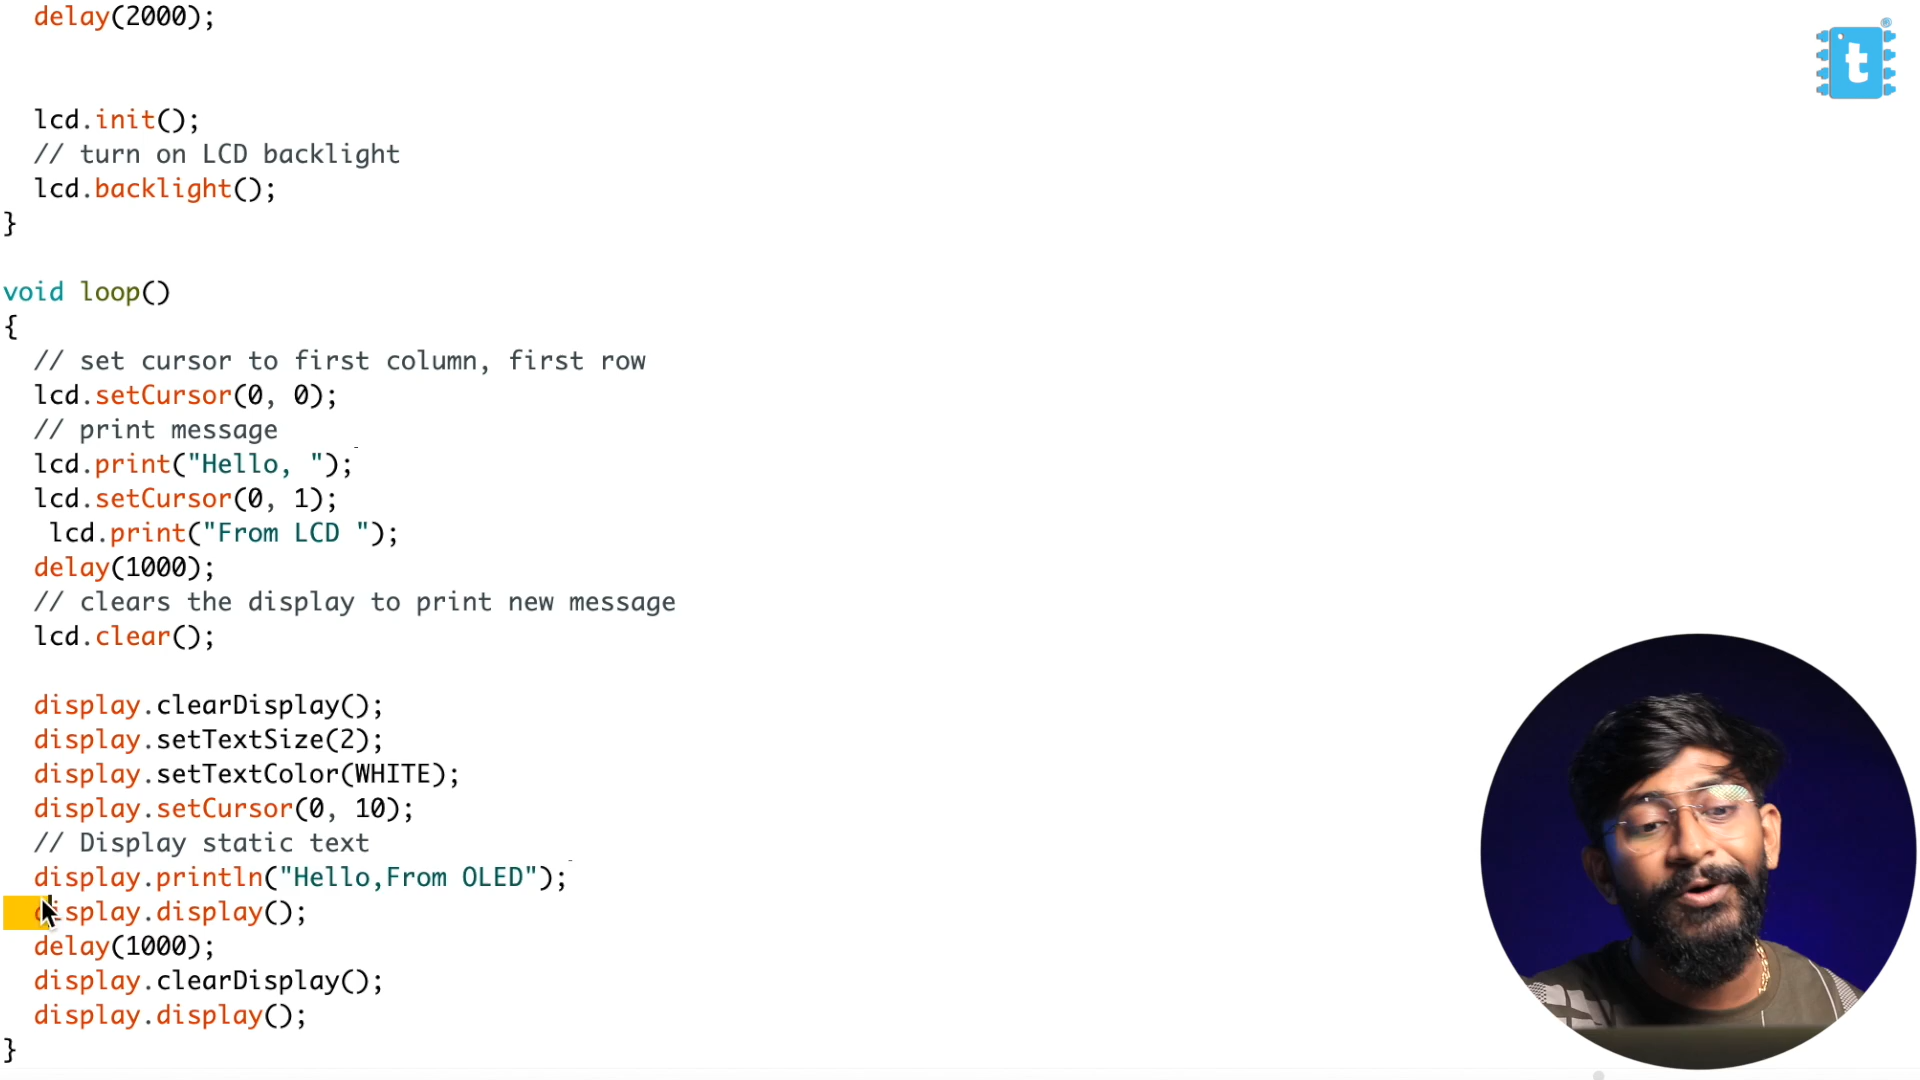 delay(2000);
lcd.init();
// turn on LCD backlight
lcd.backlight();
}
void loop()
{
// set cursor to first column, first row
lcd.setCursor(0, 0);
// print message
lcd.print("Hello, ");
lcd.setCursor(0, 1);
lcd.print("From LCD ");
delay(1000);
// clears the display to print new message
lcd.clear();
display.clearDisplay();
display.setTextSize(2);
display.setTextColor(WHITE);
display.setCursor(0, 10);
// Display static text
display.println("Hello,From OLED");
display.display();
delay(1000);
display.clearDisplay();
display.display();
}
t